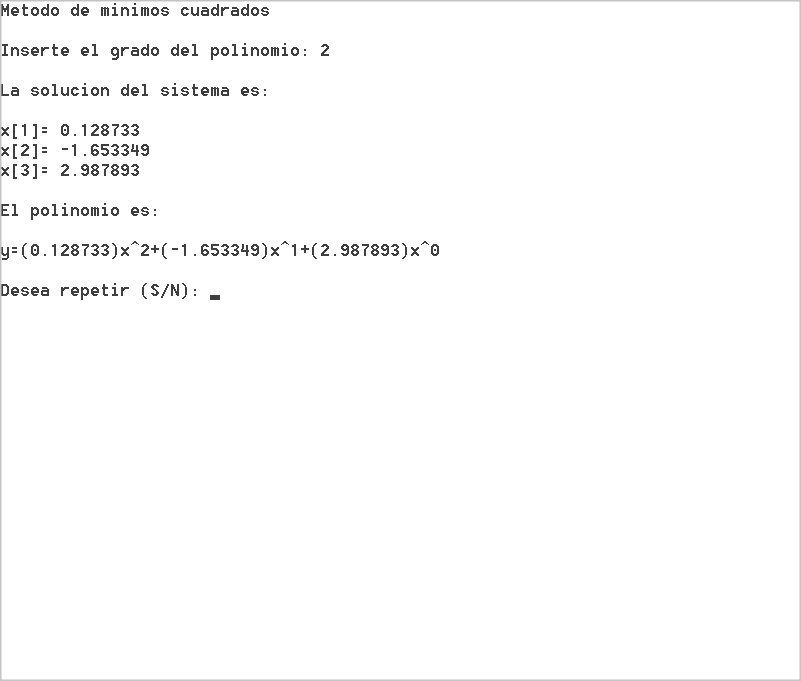 Metodo de minimos cuadrados
Inserte el grado del polinomio: 2
La solucion del sistema es:
x[1]= 0.128733
x[2]= -1.653349
x[3]= 2.987893
El polinomio es:
y=(0.128733)x^2+(-1.653349)x^1+(2.987893)x^0
Desea repetir (S/N): _